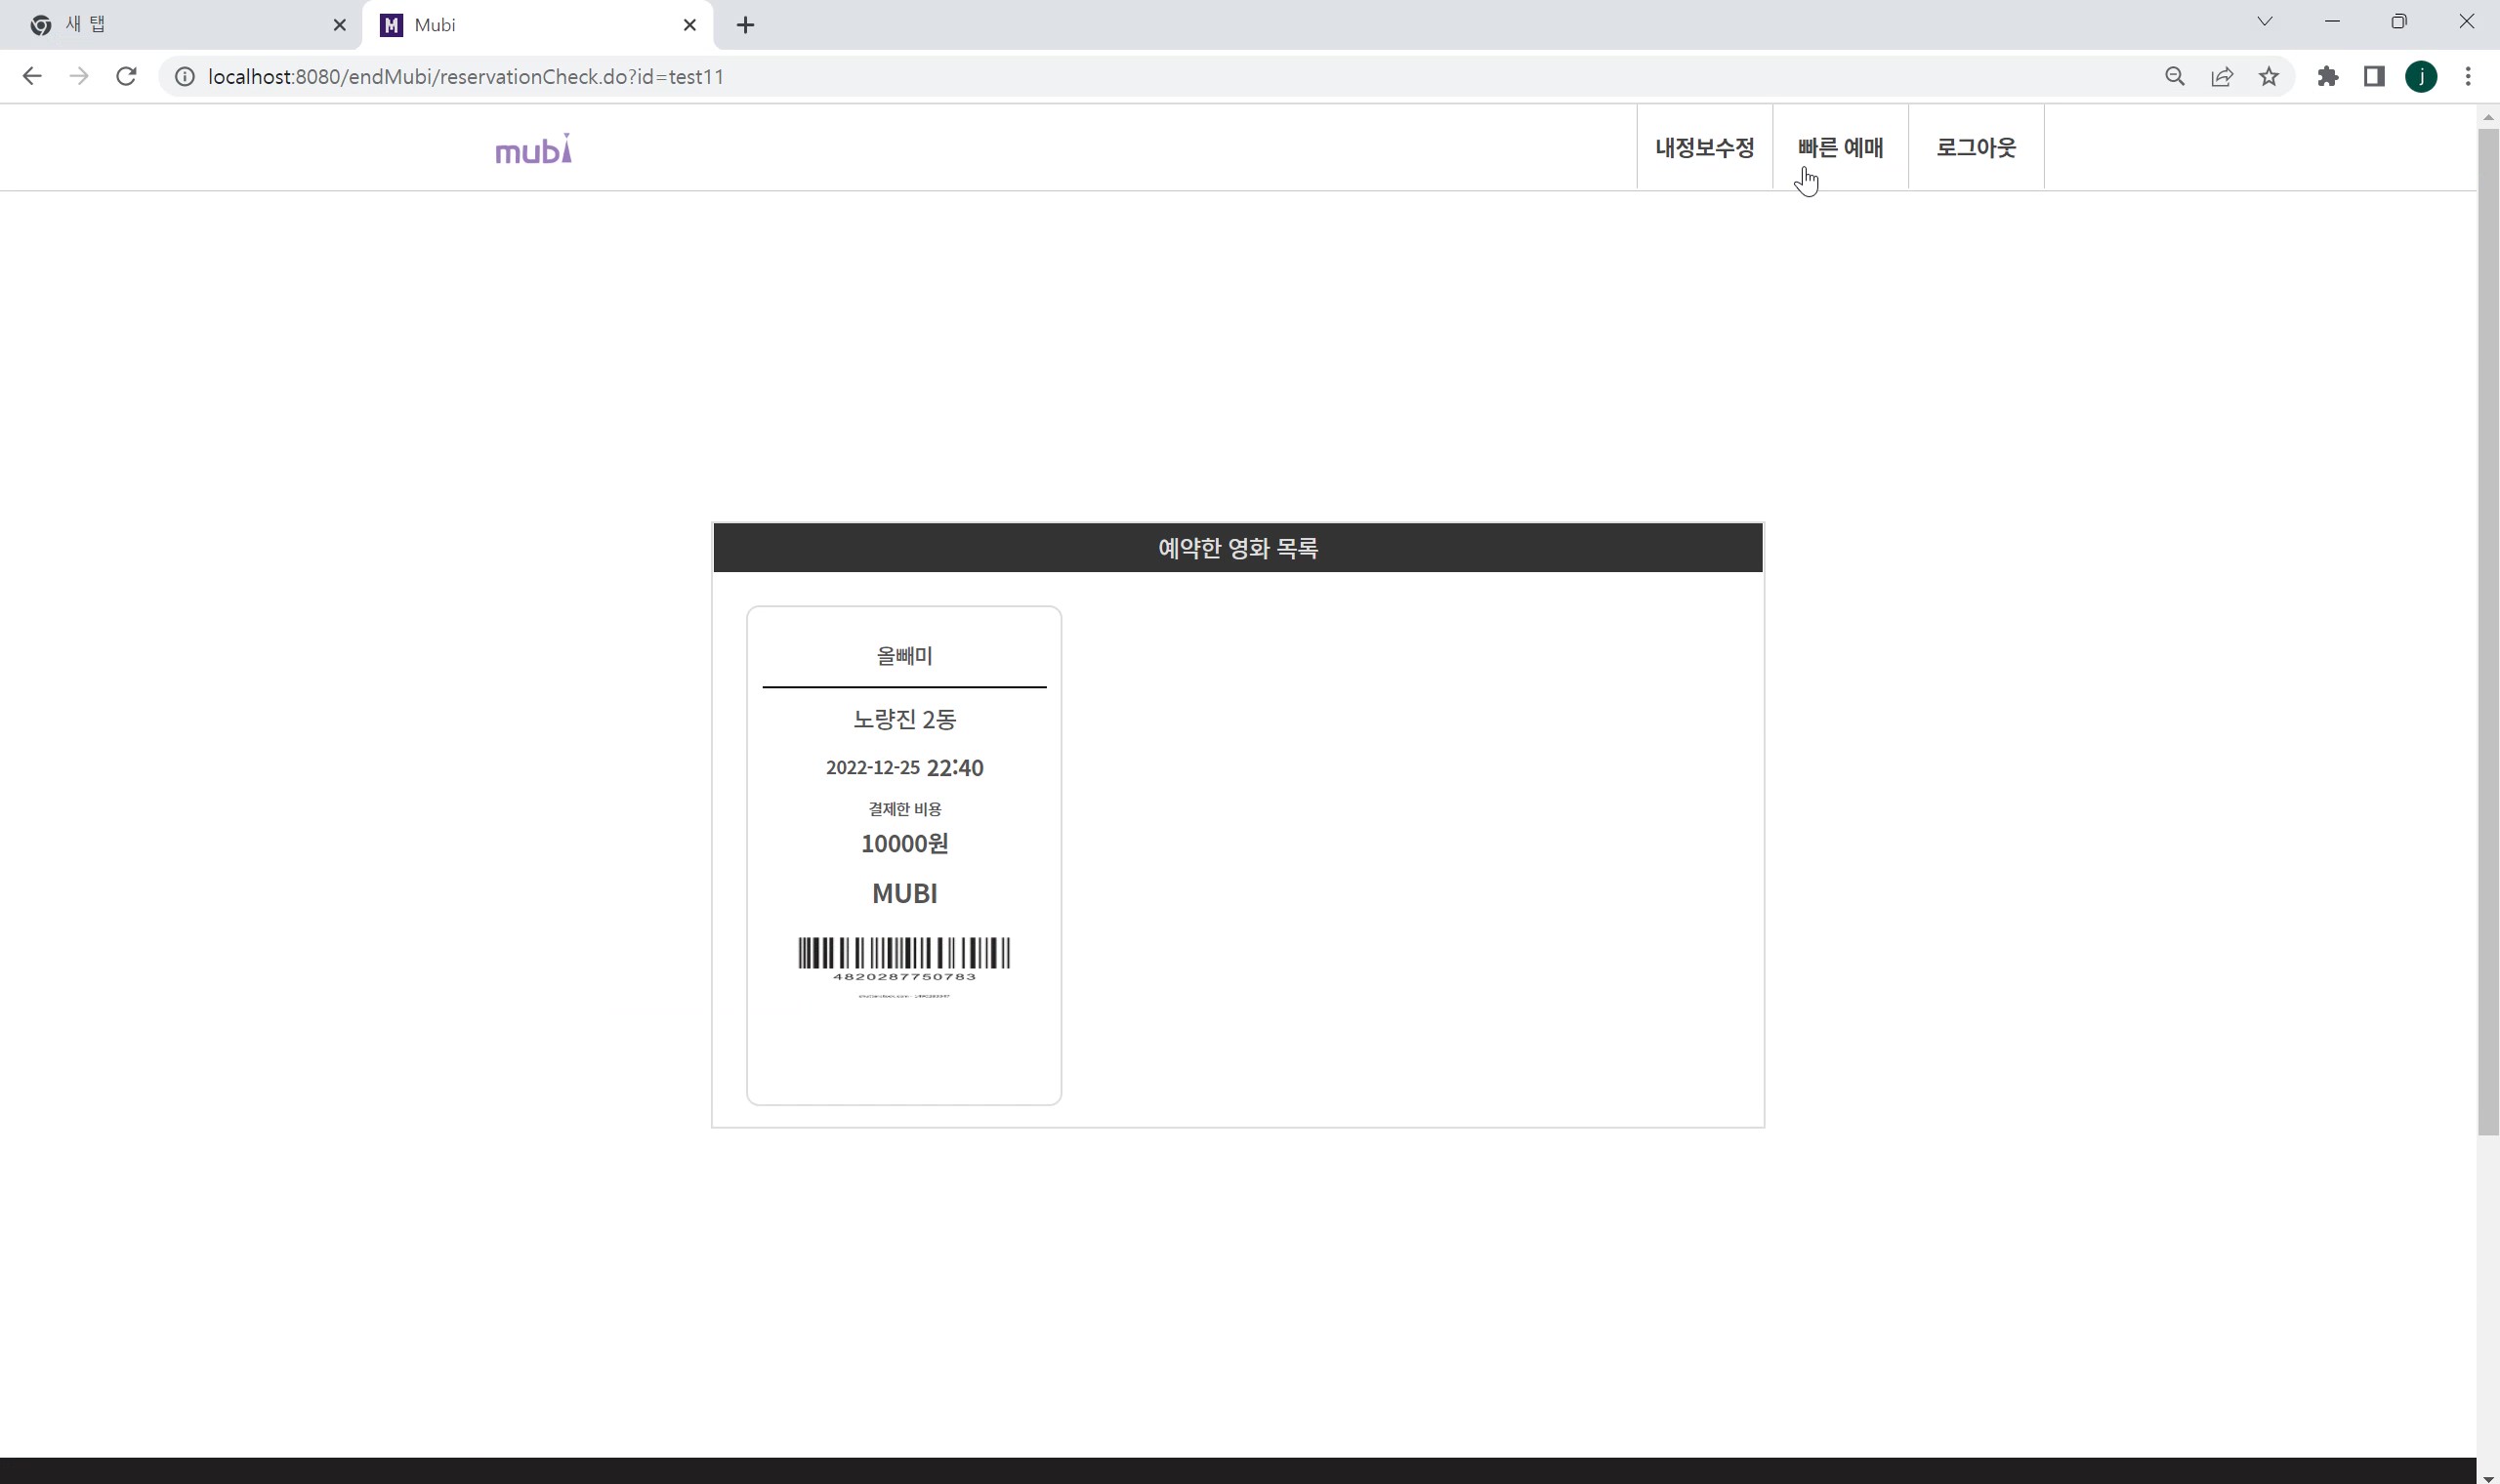 새 탭
M Mubi
localhost:8080/endMubi/reservationCheck.do?id=test11
j
mubi
내정보수정
빠른 예매
로그아웃
예약한 영화 목록
올빼미
노량진 2동
2022-12-25 22:40
결제한 비용
10000원
MUBI
4820287750783